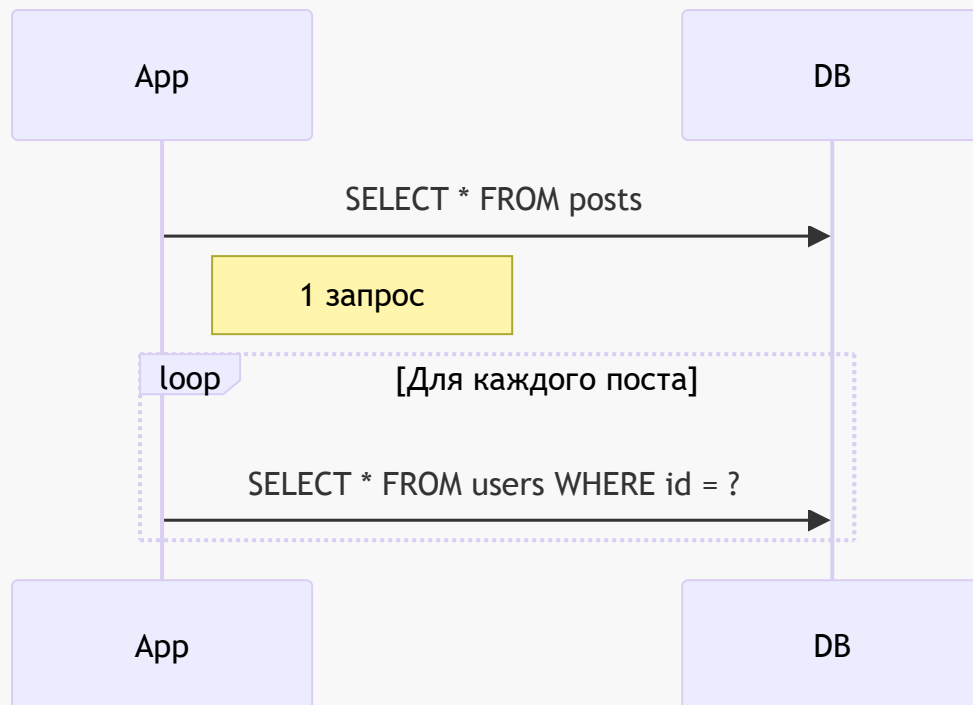 App
DB
SELECT * FROM posts
1 запрос
loop
[Для каждого поста]
SELECT * FROM users WHERE id = ?
App
DB